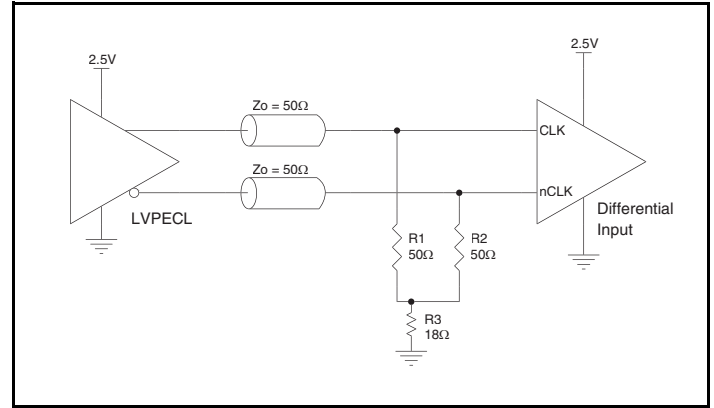 2.5V
2.5V
Zo = 50Ω
CLK
Zo = 50Ω
nCLK
LVPECL
Differential
Input
R1
50Ω
R2
50Ω
R3
18Ω